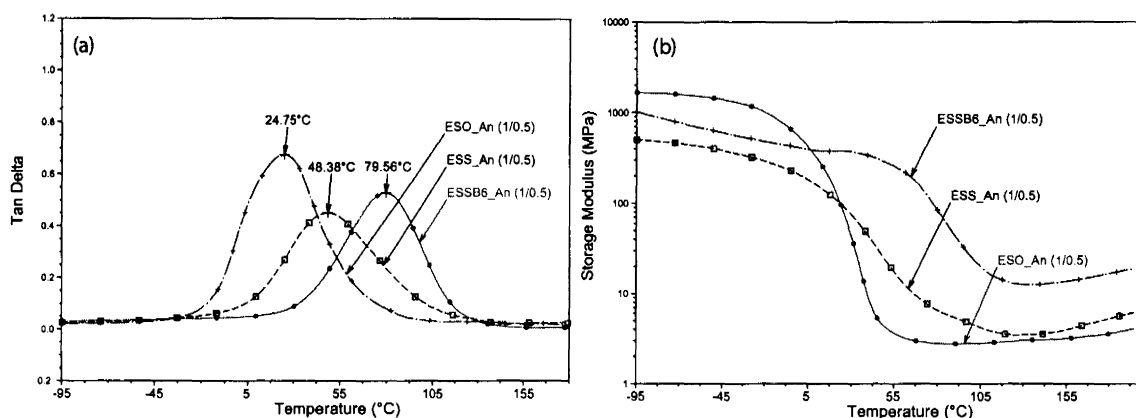 (a)
1.2
1.0
0.8
0.6
0.4
0.2
0.0
0.2
Tan Delta
24.75°C
48.38°C
79.56°C
ESO_An (1/0.5)
ESS_An (1/0.5)
ESSB6_An (1/0.5)
-95
-45
5
55
105
155
Temperature (°C)
(b)
10000
1000
100
10
1
Storage Modulus (MPa)
ESSB6_An (1/0.5)
ESS_An (1/0.5)
ESO_An (1/0.5)
-95
-45
5
55
105
155
Temperature (°C)